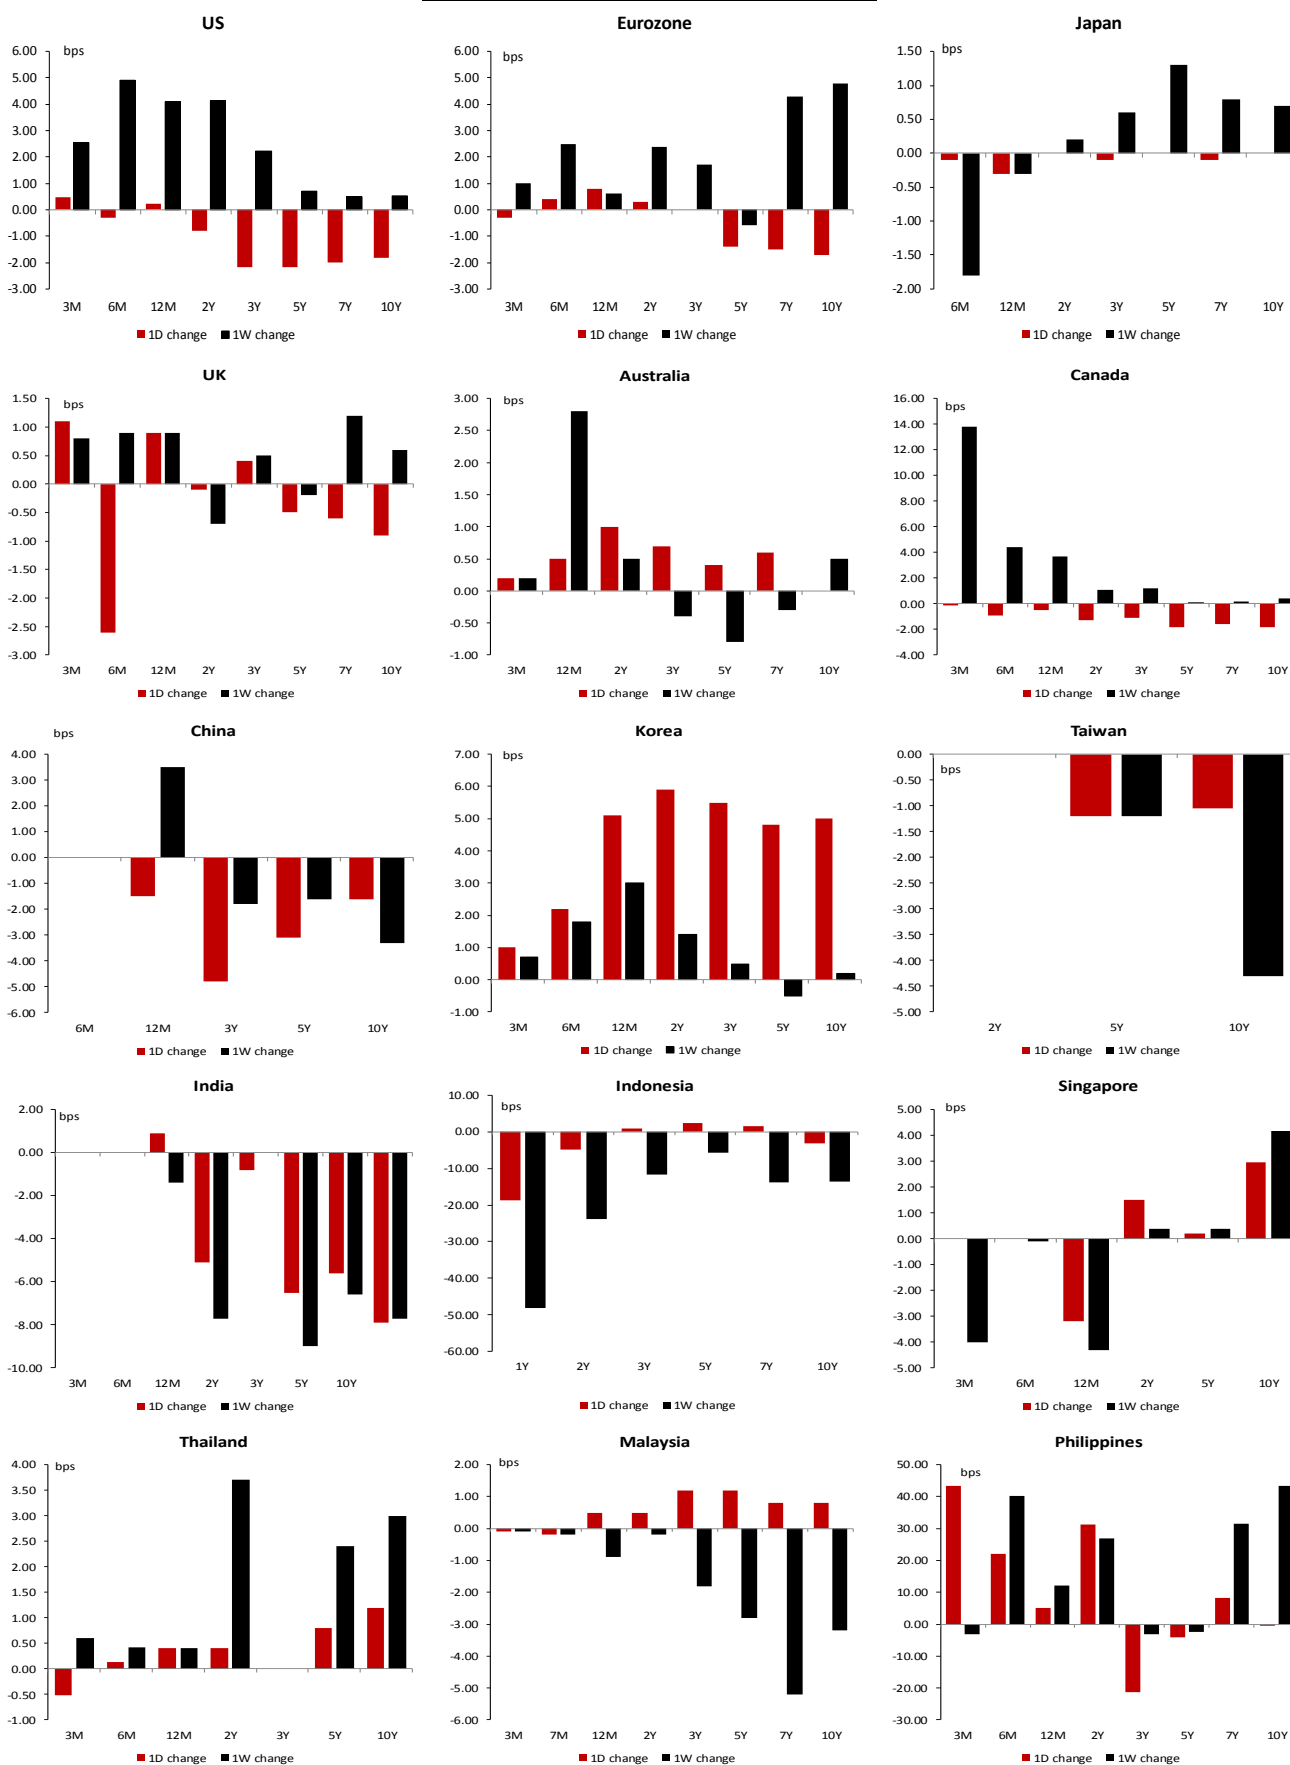 US
bps
6.00
5.00
4.00
3.00
2.00
1.00
0.00
-1.00
-2.00
-3.00
3M 6M 12M 2Y 3Y 5Y 7Y 10Y
1D change 1W change
Eurozone
bps
6.00
5.00
4.00
3.00
2.00
1.00
0.00
-1.00
-2.00
-3.00
3M 6M 12M 2Y 3Y 5Y 7Y 10Y
1D change 1W change
Japan
bps
1.50
1.00
0.50
0.00
-0.50
-1.00
-1.50
-2.00
6M 12M 2Y 3Y 5Y 7Y 10Y
1D change 1W change
UK
bps
1.50
1.00
0.50
0.00
-0.50
-1.00
-1.50
-2.00
-2.50
-3.00
3M 6M 12M 2Y 3Y 5Y 7Y 10Y
1D change 1W change
Australia
bps
3.00
2.50
2.00
1.50
1.00
0.50
0.00
-0.50
-1.00
3M 12M 2Y 3Y 5Y 7Y 10Y
1D change 1W change
Canada
bps
16.00
14.00
12.00
10.00
8.00
6.00
4.00
2.00
0.00
-2.00
-4.00
3M 6M 12M 2Y 3Y 5Y 7Y 10Y
1D change 1W change
China
bps
4.00
3.00
2.00
1.00
0.00
-1.00
-2.00
-3.00
-4.00
-5.00
-6.00
6M 12M 3Y 5Y 10Y
1D change 1W change
Korea
bps
7.00
6.00
5.00
4.00
3.00
2.00
1.00
0.00
-1.00
3M 6M 12M 2Y 3Y 5Y 10Y
1D change 1W change
Taiwan
bps
0.00
-0.50
-1.00
-1.50
-2.00
-2.50
-3.00
-3.50
-4.00
-4.50
-5.00
2Y 5Y 10Y
1D change 1W change
India
bps
2.00
0.00
-2.00
-4.00
-6.00
-8.00
-10.00
3M 6M 12M 2Y 3Y 5Y 10Y
1D change 1W change
Indonesia
bps
10.00
0.00
-10.00
-20.00
-30.00
-40.00
-50.00
-60.00
1Y 2Y 3Y 5Y 7Y 10Y
1D change 1W change
Singapore
bps
5.00
4.00
3.00
2.00
1.00
0.00
-1.00
-2.00
-3.00
-4.00
-5.00
3M 6M 12M 2Y 5Y 10Y
1D change 1W change
Thailand
bps
4.00
3.50
3.00
2.50
2.00
1.50
1.00
0.50
0.00
-0.50
-1.00
3M 6M 12M 2Y 3Y 5Y 10Y
1D change 1W change
Malaysia
bps
2.00
1.00
0.00
-1.00
-2.00
-3.00
-4.00
-5.00
-6.00
3M 7M 12M 2Y 3Y 5Y 7Y 10Y
1D change 1W change
Philippines
bps
50.00
40.00
30.00
20.00
10.00
0.00
-10.00
-20.00
-30.00
3M 6M 12M 2Y 3Y 5Y 7Y 10Y
1D change 1W change